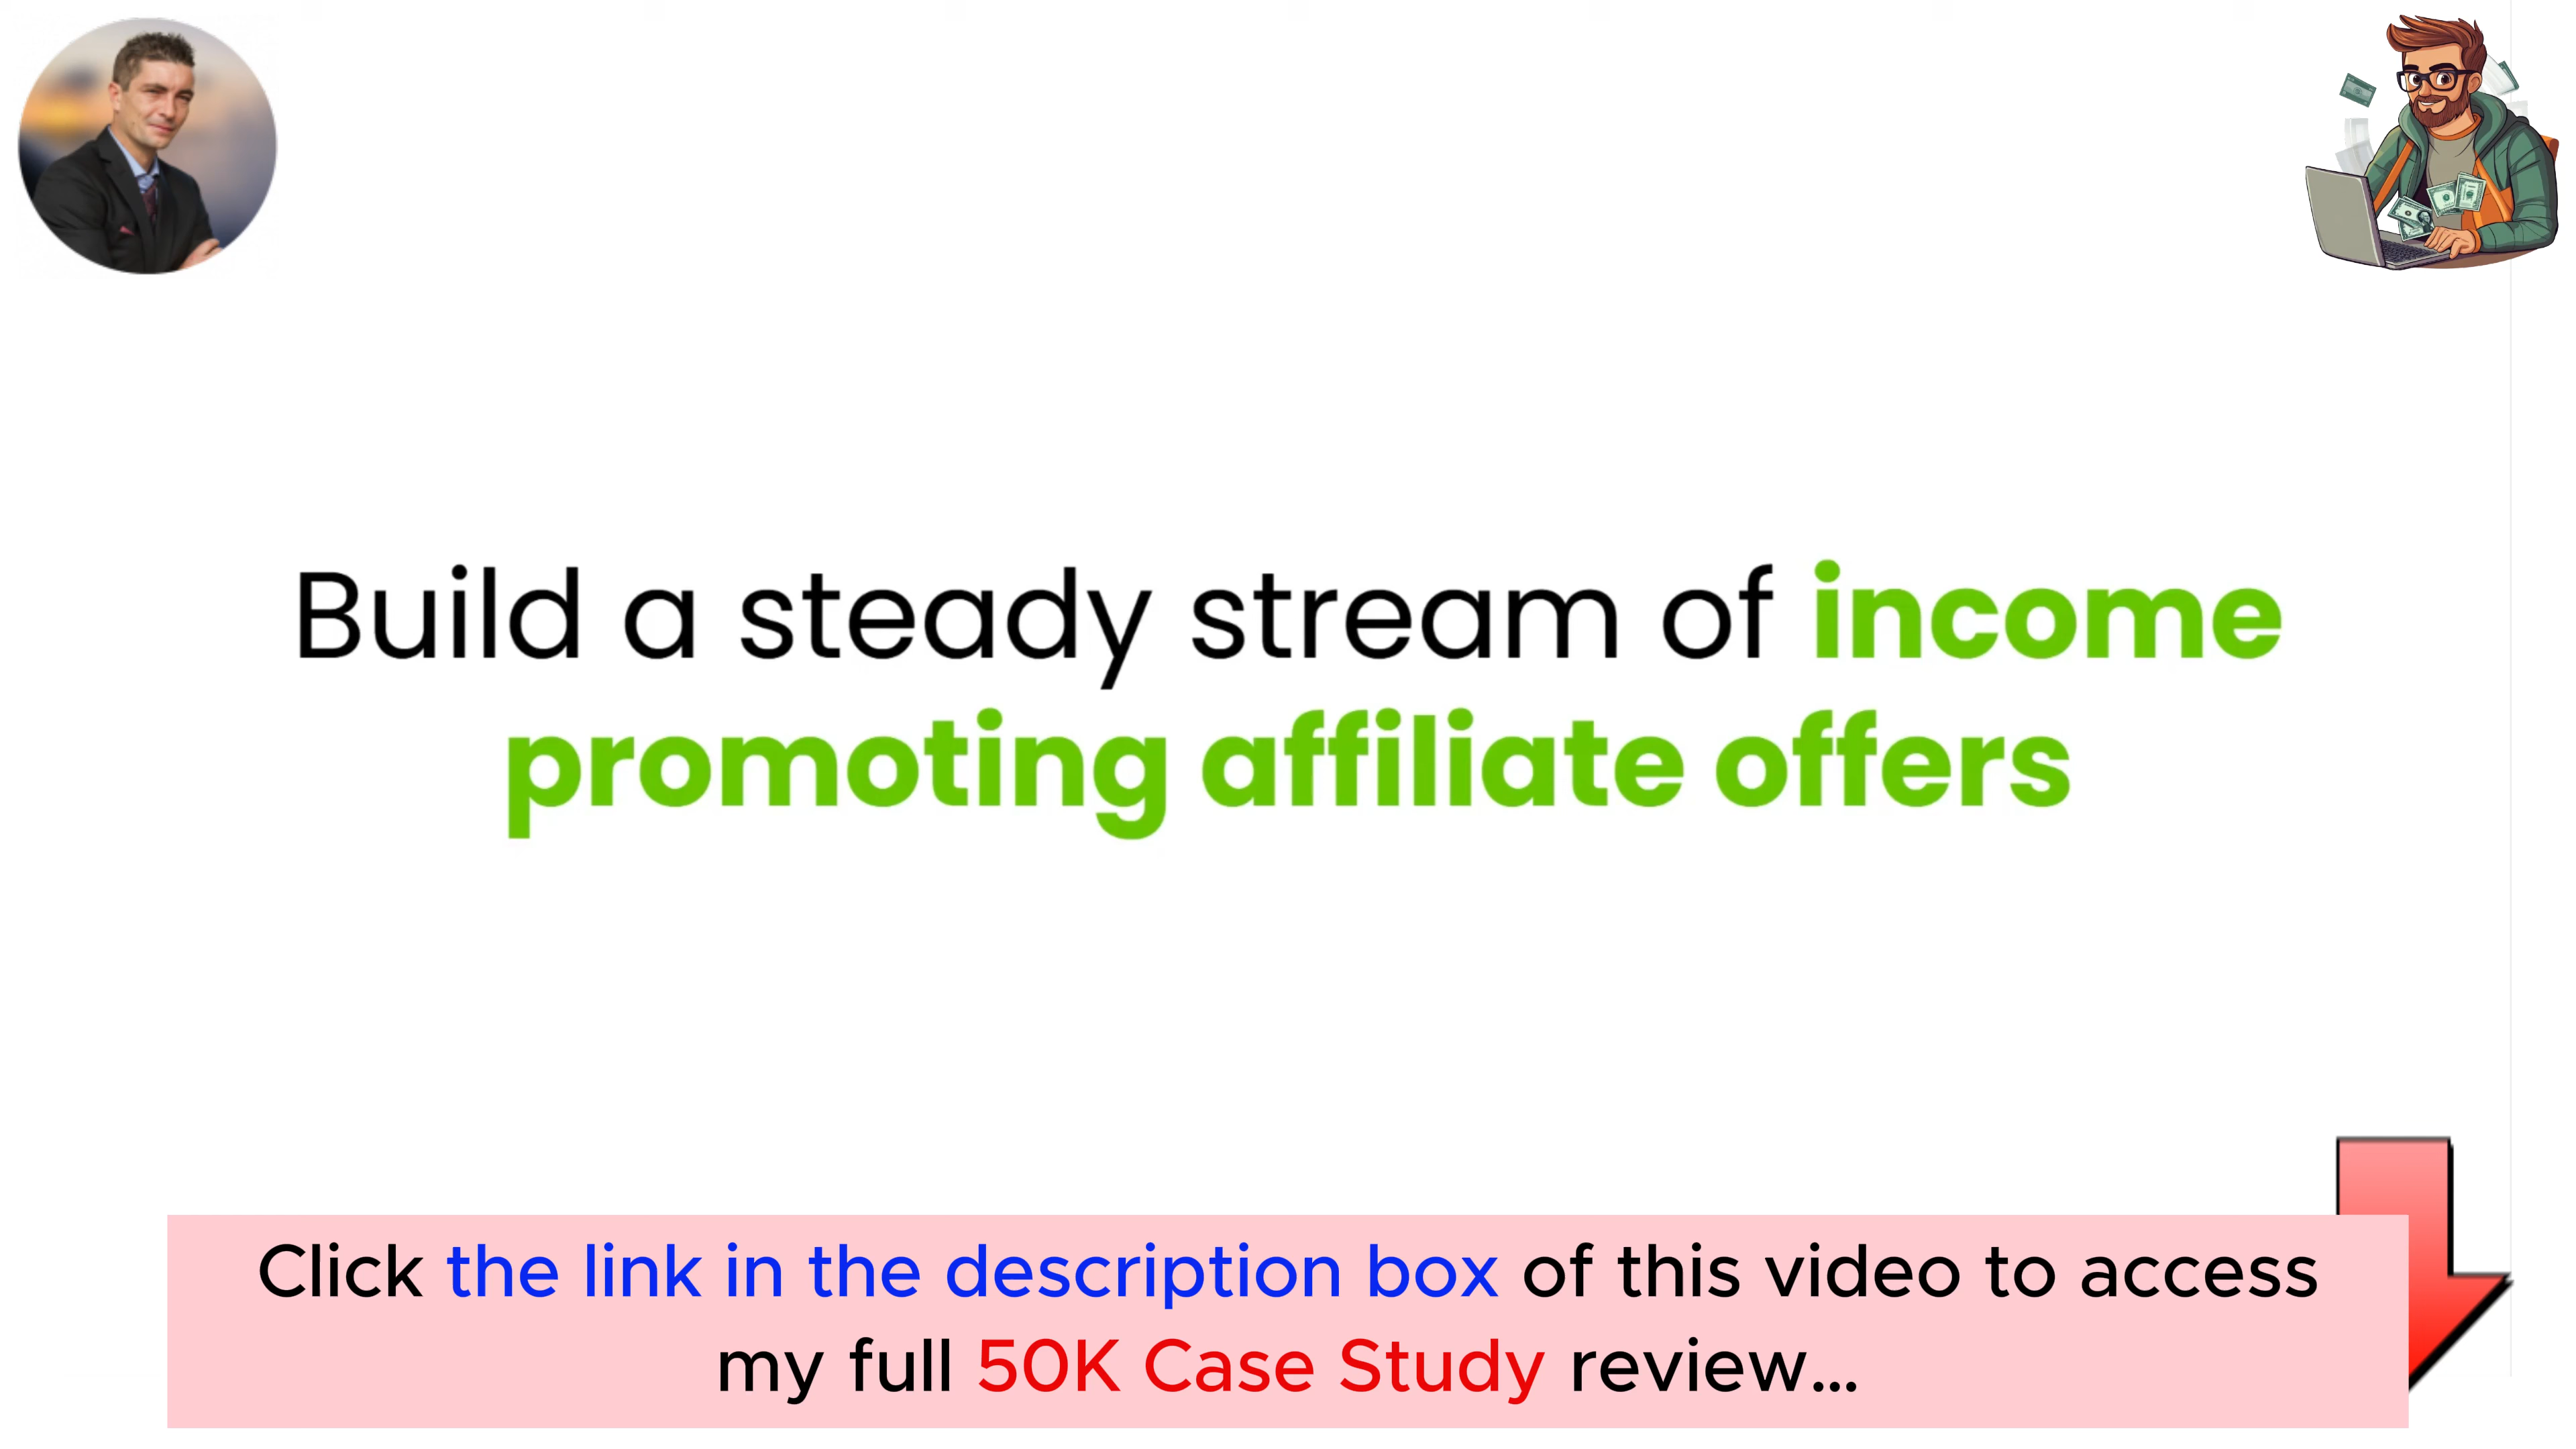 Build a steady stream of income
promoting affiliate offers
Click the link in the description box of this video to access
my full 50K Case Study review...